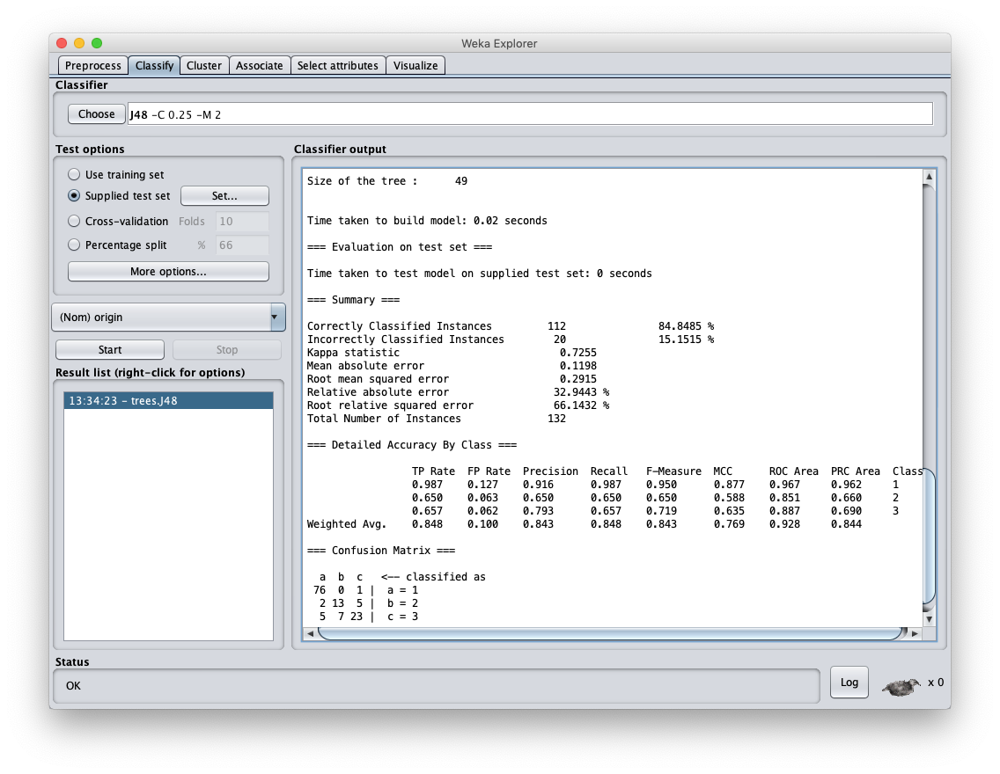 Weka Explorer
Preprocess Classify Cluster Associate Select attributes Visualize
Classifier
Choose J48 -C 0.25 -M 2
Test options
Use training set
Supplied test set Set...
Cross-validation Folds 10
Percentage split % 66
More options...
(Nom) origin
Start Stop
Result list (right-click for options)
13:34:23 - trees.J48
Classifier output
Size of the tree : 49
Time taken to build model: 0.02 seconds
=== Evaluation on test set ===
Time taken to test model on supplied test set: 0 seconds
=== Summary ===
Correctly Classified Instances 112 84.8485 %
Incorrectly Classified Instances 20 15.1515 %
Kappa statistic 0.7255
Mean absolute error 0.1198
Root mean squared error 0.2915
Relative absolute error 32.9443 %
Root relative squared error 66.1432 %
Total Number of Instances 132
=== Detailed Accuracy By Class ===
TP Rate FP Rate Precision Recall F-Measure MCC ROC Area PRC Area Class
0.987 0.127 0.916 0.987 0.950 0.877 0.967 0.962 1
0.650 0.063 0.650 0.650 0.650 0.588 0.851 0.660 2
0.657 0.062 0.793 0.657 0.719 0.635 0.887 0.690 3
Weighted Avg. 0.848 0.100 0.843 0.848 0.843 0.769 0.928 0.844
=== Confusion Matrix ===
a b c <-- classified as
76 0 1 | a = 1
2 13 5 | b = 2
5 7 23 | c = 3
Status
OK
Log x 0